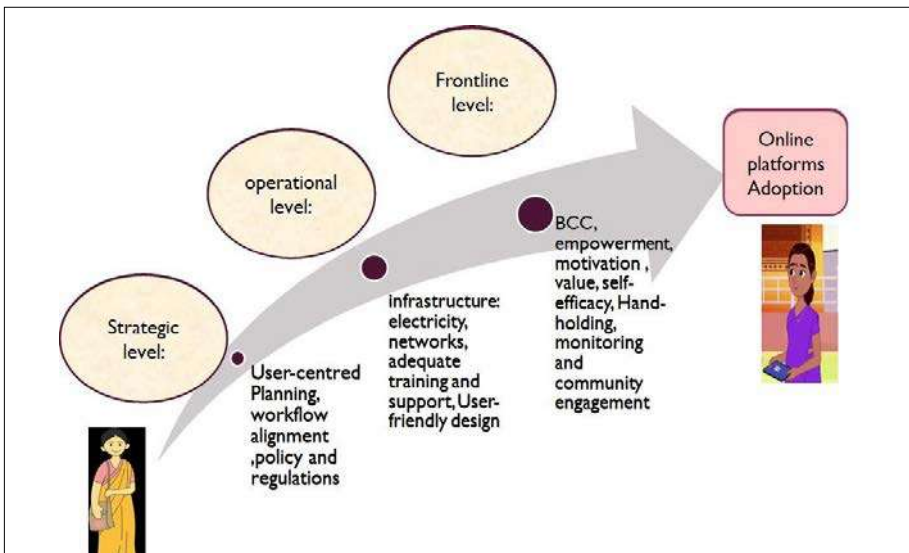 Frontline
level:
operational
level:
Strategic
level:
Online
platforms
Adoption
User-centred
Planning,
workflow
alignment
,policy and
regulations
infrastructure:
electricity,
networks,
adequate
training and
support, User-
friendly design
BCC,
empowerment,
motivation ,
value, self-
efficacy, Hand-
holding,
monitoring
and
community
engagement